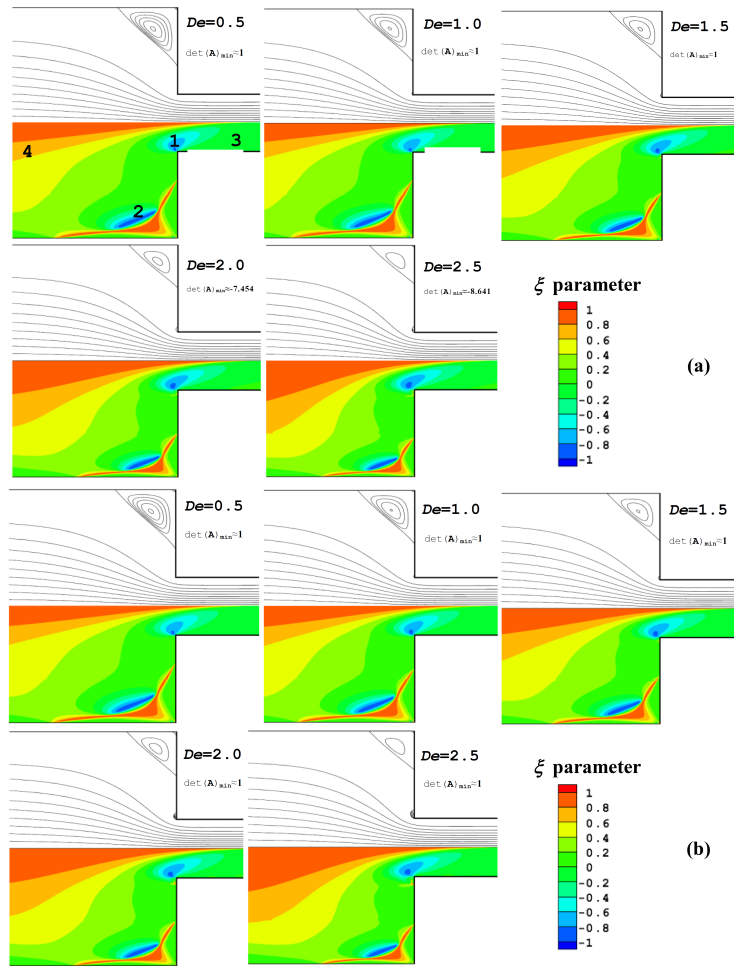 De=0.5
det(A)min≈1
De=1.0
det(A)min≈1
De=1.5
det(A)min≈1
4
1
3
2
De=2.0
det(A)min≈-7.454
De=2.5
det(A)min≈-8.641
ξ parameter
1
0.8
0.6
0.4
0.2
0
-0.2
-0.4
-0.6
-0.8
-1
(a)
De=0.5
det(A)min≈1
De=1.0
det(A)min≈1
De=1.5
det(A)min≈1
De=2.0
det(A)min≈1
De=2.5
det(A)min≈1
ξ parameter
1
0.8
0.6
0.4
0.2
0
-0.2
-0.4
-0.6
-0.8
-1
(b)